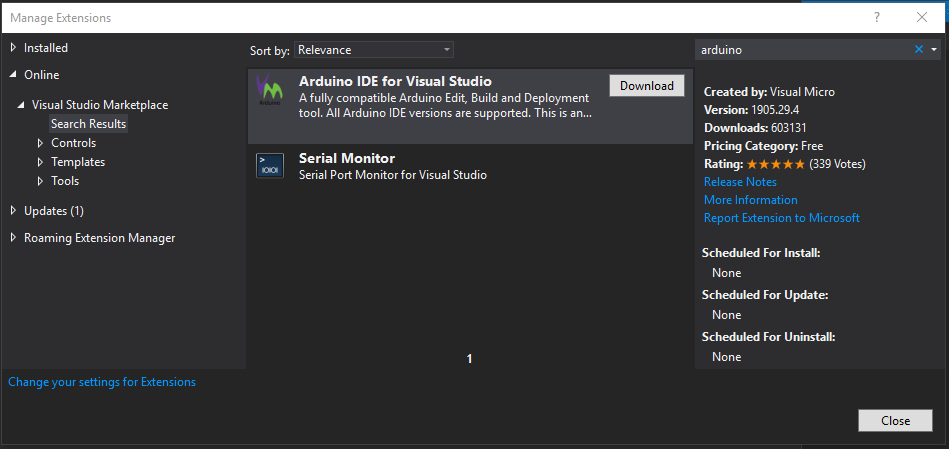 Manage Extensions
?
Installed
Online
Visual Studio Marketplace
Search Results
Controls
Templates
Tools
Updates (1)
Roaming Extension Manager
Change your settings for Extensions
Sort by: Relevance
Arduino
Arduino IDE for Visual Studio
Download
A fully compatible Arduino Edit, Build and Deployment
tool. All Arduino IDE versions are supported. This is an...
>
IOIOI
Serial Monitor
Serial Port Monitor for Visual Studio
1
arduino
Created by: Visual Micro
Version: 1905.29.4
Downloads: 603131
Pricing Category: Free
Rating: ★★★★★ (339 Votes)
Release Notes
More Information
Report Extension to Microsoft
Scheduled For Install:
None
Scheduled For Update:
None
Scheduled For Uninstall:
None
Close